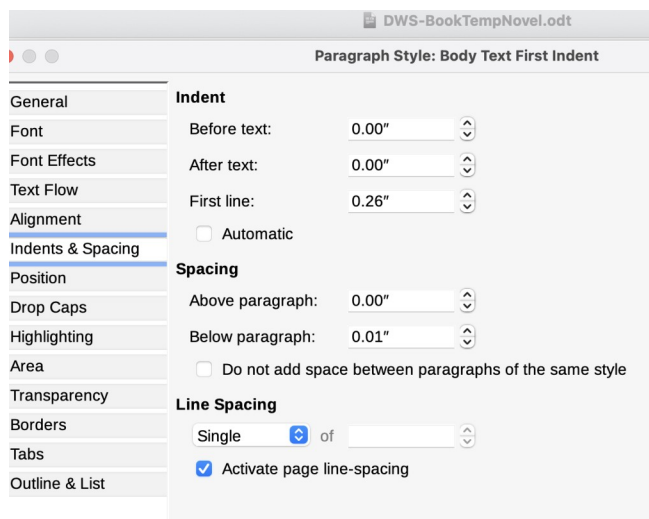 DWS-BookTempNovel.odt
Paragraph Style: Body Text First Indent
General
Font
Font Effects
Text Flow
Alignment
Indents & Spacing
Position
Drop Caps
Highlighting
Area
Transparency
Borders
Tabs
Outline & List
Indent
Before text: 0.00″
After text: 0.00″
First line: 0.26″
Automatic
Spacing
Above paragraph: 0.00″
Below paragraph: 0.01″
Do not add space between paragraphs of the same style
Line Spacing
Single of
Activate page line-spacing